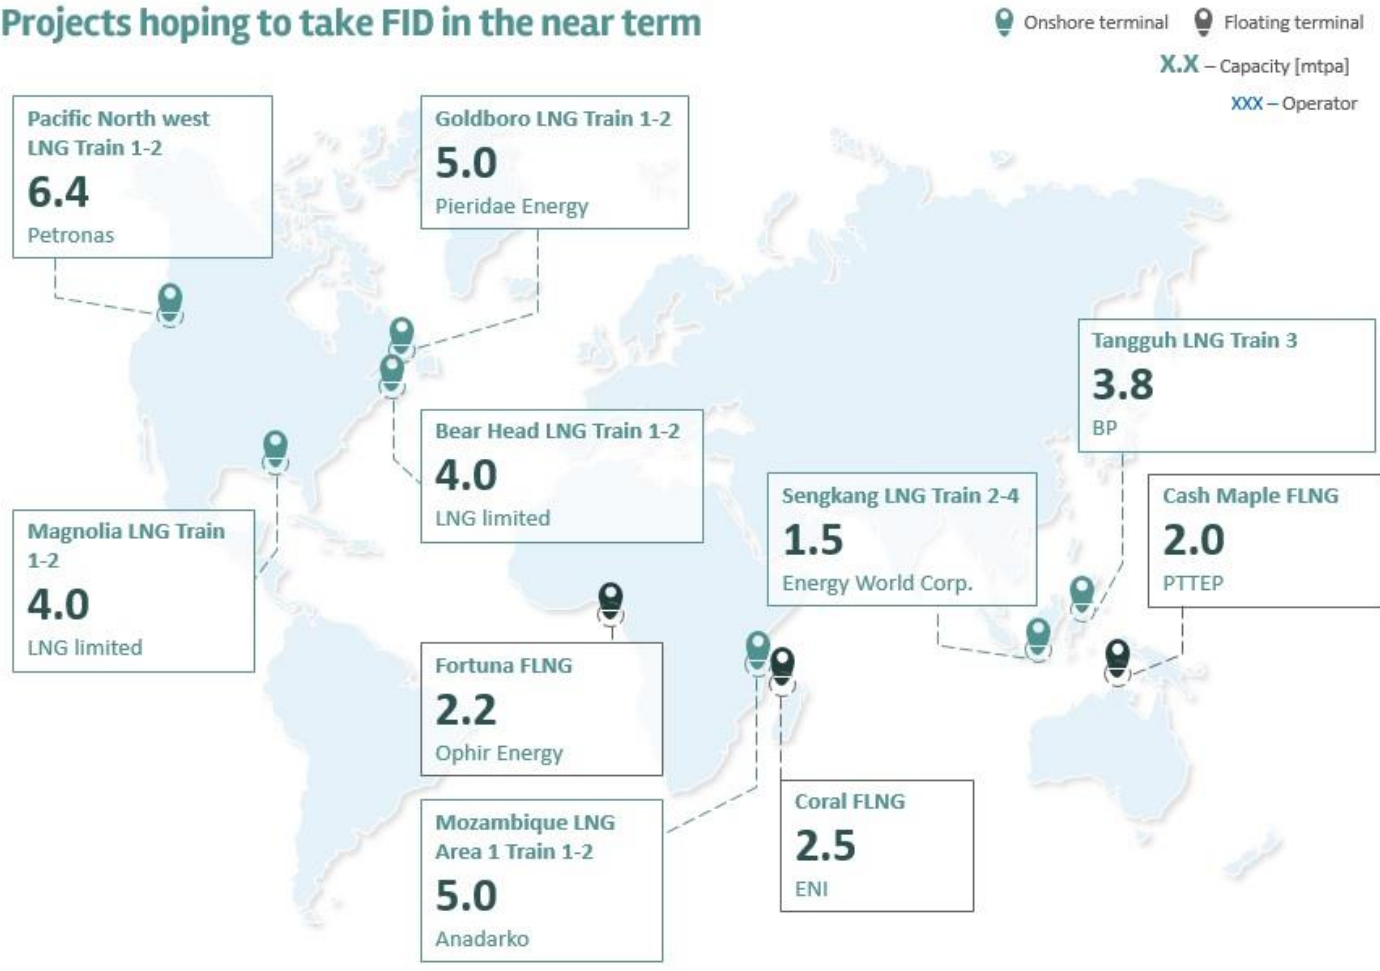 Projects hoping to take FID in the near term
Onshore terminal
Floating terminal
X.X – Capacity [mtpa]
XXX – Operator
Pacific North west
LNG Train 1-2
6.4
Petronas
Goldboro LNG Train 1-2
5.0
Pieridae Energy
Tangguh LNG Train 3
3.8
BP
Bear Head LNG Train 1-2
4.0
LNG limited
Sengkang LNG Train 2-4
1.5
Energy World Corp.
Cash Maple FLNG
2.0
PTTEP
Magnolia LNG Train
1-2
4.0
LNG limited
Fortuna FLNG
2.2
Ophir Energy
Mozambique LNG
Area 1 Train 1-2
5.0
Anadarko
Coral FLNG
2.5
ENI